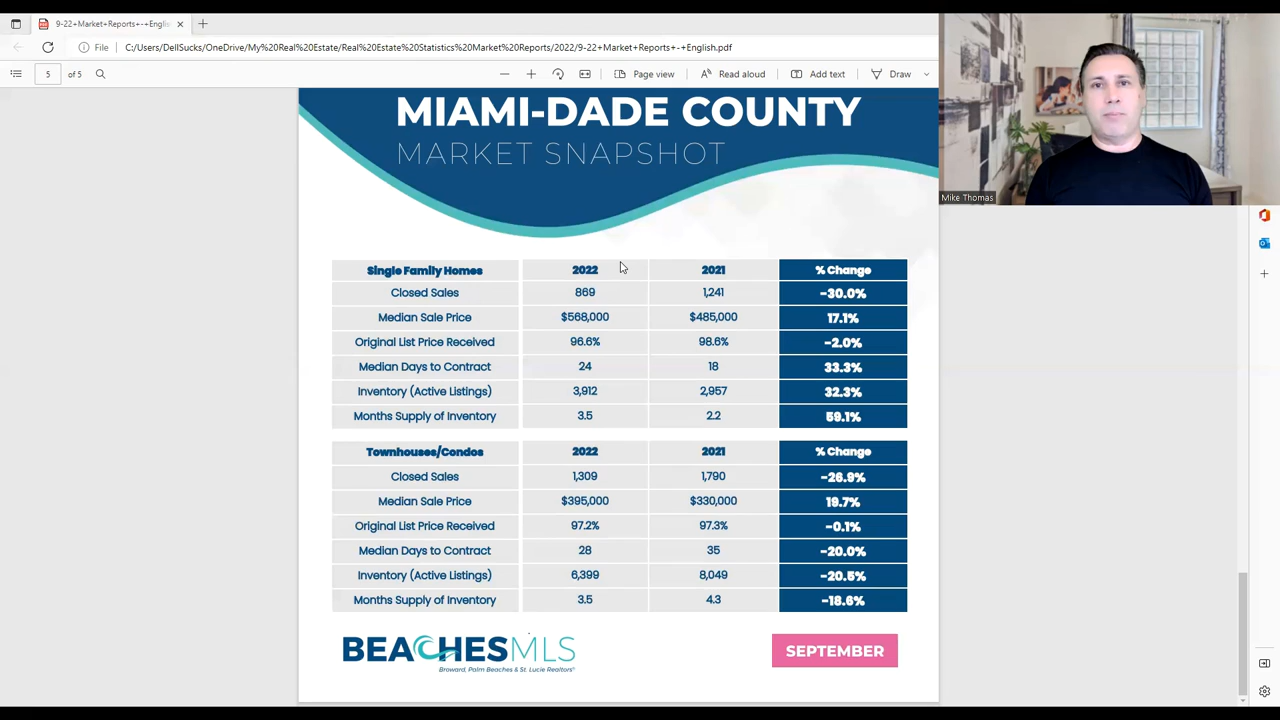 9-22+Market+Reports+-+Englis
File
C:/Users/DellSucks/OneDrive/My%20Real%20Estate/Real%20Estate%20Statistics%20Market%20Reports/2022/9-22+Market+Reports+-+English.pdf
5 of 5
Page view
Read aloud
Add text
Draw
Mike Thomas
MIAMI-DADE COUNTY
MARKET SNAPSHOT
Single Family Homes 2022 2021 % Change
Closed Sales 869 1,241 -30.0%
Median Sale Price $568,000 $485,000 17.1%
Original List Price Received 96.6% 98.6% -2.0%
Median Days to Contract 24 18 33.3%
Inventory (Active Listings) 3,912 2,957 32.3%
Months Supply of Inventory 3.5 2.2 59.1%
Townhouses/Condos 2022 2021 % Change
Closed Sales 1,309 1,790 -26.9%
Median Sale Price $395,000 $330,000 19.7%
Original List Price Received 97.2% 97.3% -0.1%
Median Days to Contract 28 35 -20.0%
Inventory (Active Listings) 6,399 8,049 -20.5%
Months Supply of Inventory 3.5 4.3 -18.6%
BEACHESMLS
Broward, Palm Beaches & St. Lucie Realtors®
SEPTEMBER